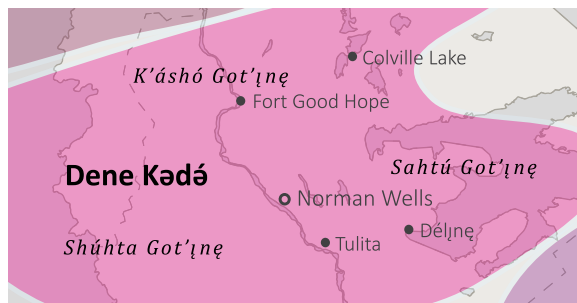 Colville Lake
K’áshó Got’ı̨nę
Fort Good Hope
Sahtú Got’ı̨nę
Dene Kǝdǝ́
Norman Wells
Délı̨nę
Shúhta Got’ı̨nę
Tulita